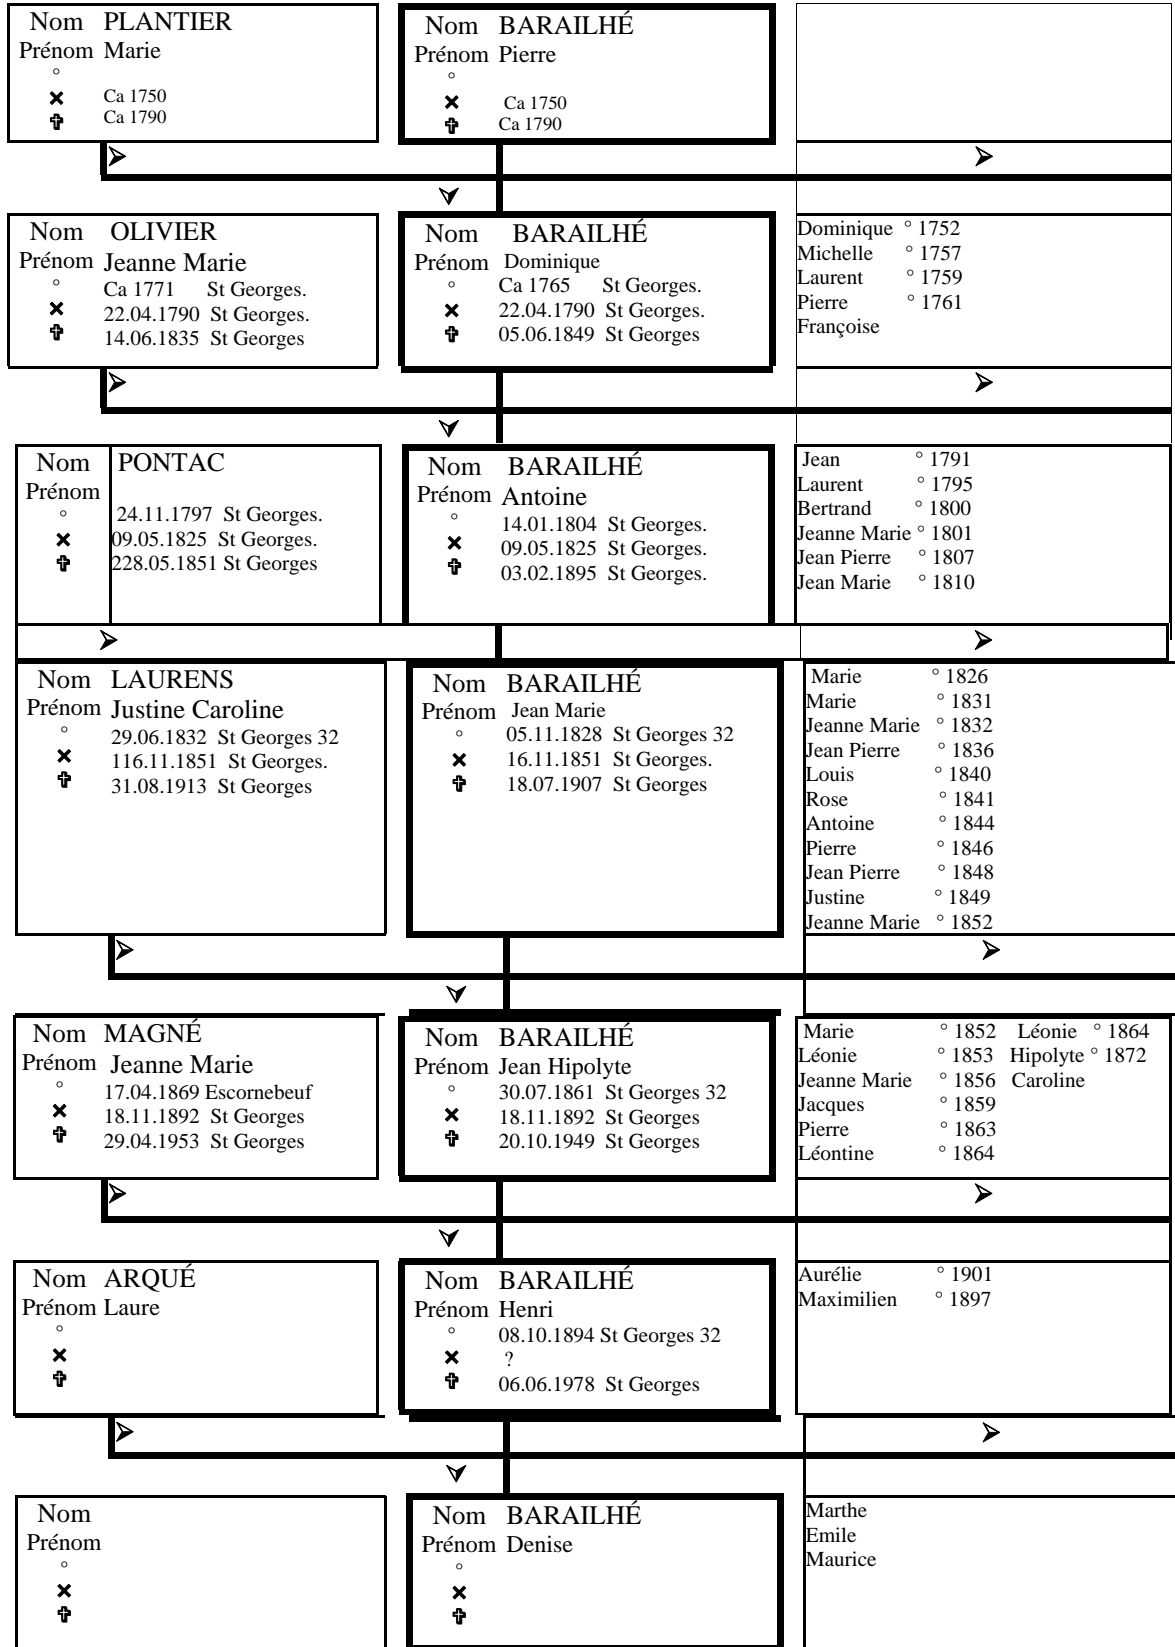 Nom PLANTIER
Prénom Marie
°
✖ Ca 1750
✞ Ca 1790
Nom BARAILHÉ
Prénom Pierre
°
✖ Ca 1750
✞ Ca 1790
Nom OLIVIER
Prénom Jeanne Marie
° Ca 1771 St Georges.
✖ 22.04.1790 St Georges.
✞ 14.06.1835 St Georges
Nom BARAILHÉ
Prénom Dominique
° Ca 1765 St Georges.
✖ 22.04.1790 St Georges.
✞ 05.06.1849 St Georges
Dominique ° 1752
Michelle ° 1757
Laurent ° 1759
Pierre ° 1761
Françoise
Nom PONTAC
Prénom
° 24.11.1797 St Georges.
✖ 09.05.1825 St Georges.
✞ 228.05.1851 St Georges
Nom BARAILHÉ
Prénom Antoine
° 14.01.1804 St Georges.
✖ 09.05.1825 St Georges.
✞ 03.02.1895 St Georges.
Jean ° 1791
Laurent ° 1795
Bertrand ° 1800
Jeanne Marie ° 1801
Jean Pierre ° 1807
Jean Marie ° 1810
Nom LAURENS
Prénom Justine Caroline
° 29.06.1832 St Georges 32
✖ 116.11.1851 St Georges.
✞ 31.08.1913 St Georges
Nom BARAILHÉ
Prénom Jean Marie
° 05.11.1828 St Georges 32
✖ 16.11.1851 St Georges.
✞ 18.07.1907 St Georges
Marie ° 1826
Marie ° 1831
Jeanne Marie ° 1832
Jean Pierre ° 1836
Louis ° 1840
Rose ° 1841
Antoine ° 1844
Pierre ° 1846
Jean Pierre ° 1848
Justine ° 1849
Jeanne Marie ° 1852
Nom MAGNÉ
Prénom Jeanne Marie
° 17.04.1869 Escornebeuf
✖ 18.11.1892 St Georges
✞ 29.04.1953 St Georges
Nom BARAILHÉ
Prénom Jean Hipolyte
° 30.07.1861 St Georges 32
✖ 18.11.1892 St Georges
✞ 20.10.1949 St Georges
Marie ° 1852 Léonie ° 1864
Léonie ° 1853 Hipolyte ° 1872
Jeanne Marie ° 1856 Caroline
Jacques ° 1859
Pierre ° 1863
Léontine ° 1864
Nom ARQUÉ
Prénom Laure
°
✖
✞
Nom BARAILHÉ
Prénom Henri
° 08.10.1894 St Georges 32
✖ ?
✞ 06.06.1978 St Georges
Aurélie ° 1901
Maximilien ° 1897
Nom
Prénom
°
✖
✞
Nom BARAILHÉ
Prénom Denise
°
✖
✞
Marthe
Emile
Maurice